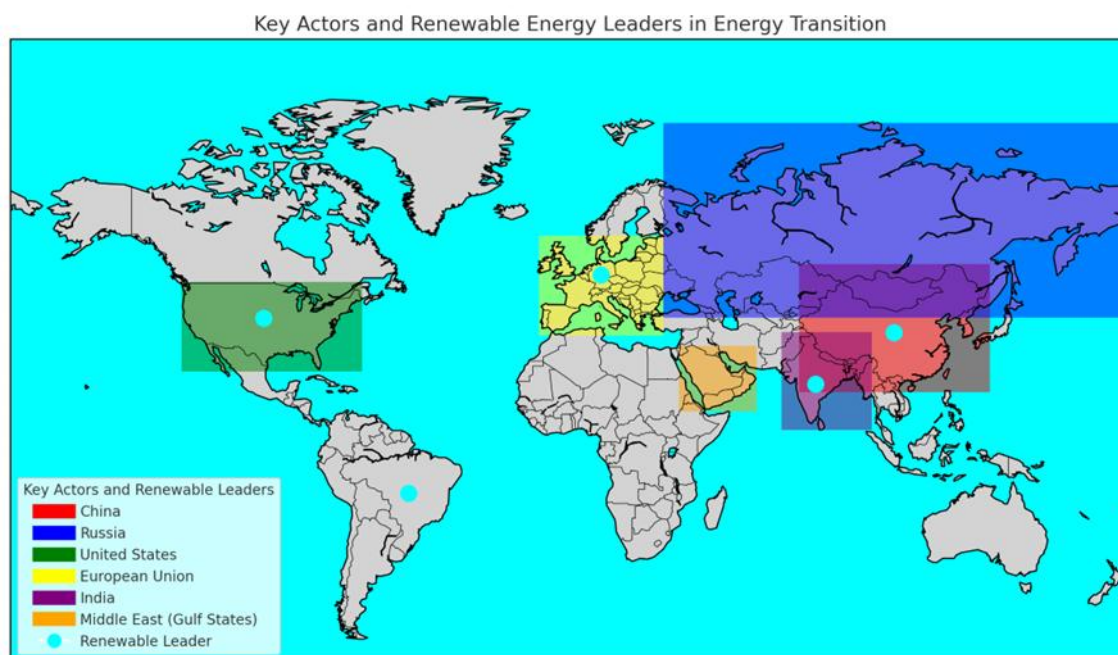 Key Actors and Renewable Energy Leaders in Energy Transition
Key Actors and Renewable Leaders
China
Russia
United States
European Union
India
Middle East (Gulf States)
Renewable Leader